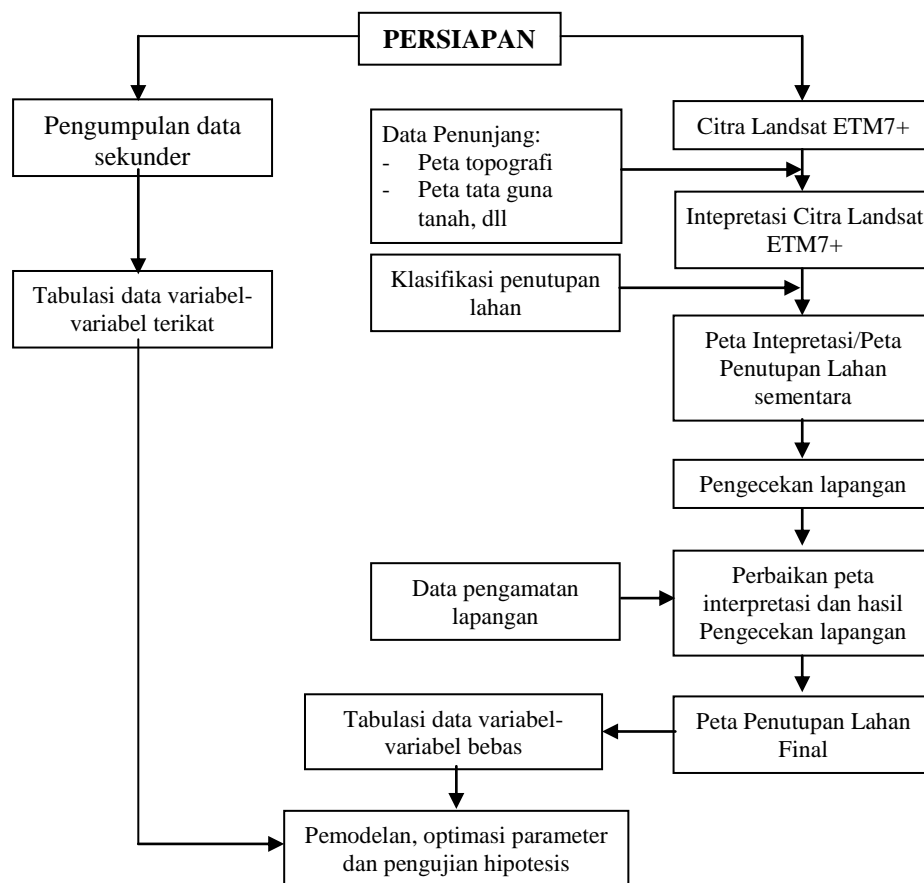 PERSIAPAN
Pengumpulan data
sekunder
Data Penunjang:
- Peta topografi
- Peta tata guna
tanah, dll
Citra Landsat ETM7+
Intepretasi Citra Landsat
ETM7+
Tabulasi data variabel-
variabel terikat
Klasifikasi penutupan
lahan
Peta Intepretasi/Peta
Penutupan Lahan
sementara
Pengecekan lapangan
Data pengamatan
lapangan
Perbaikan peta
interpretasi dan hasil
Pengecekan lapangan
Tabulasi data variabel-
variabel bebas
Peta Penutupan Lahan
Final
Pemodelan, optimasi parameter
dan pengujian hipotesis